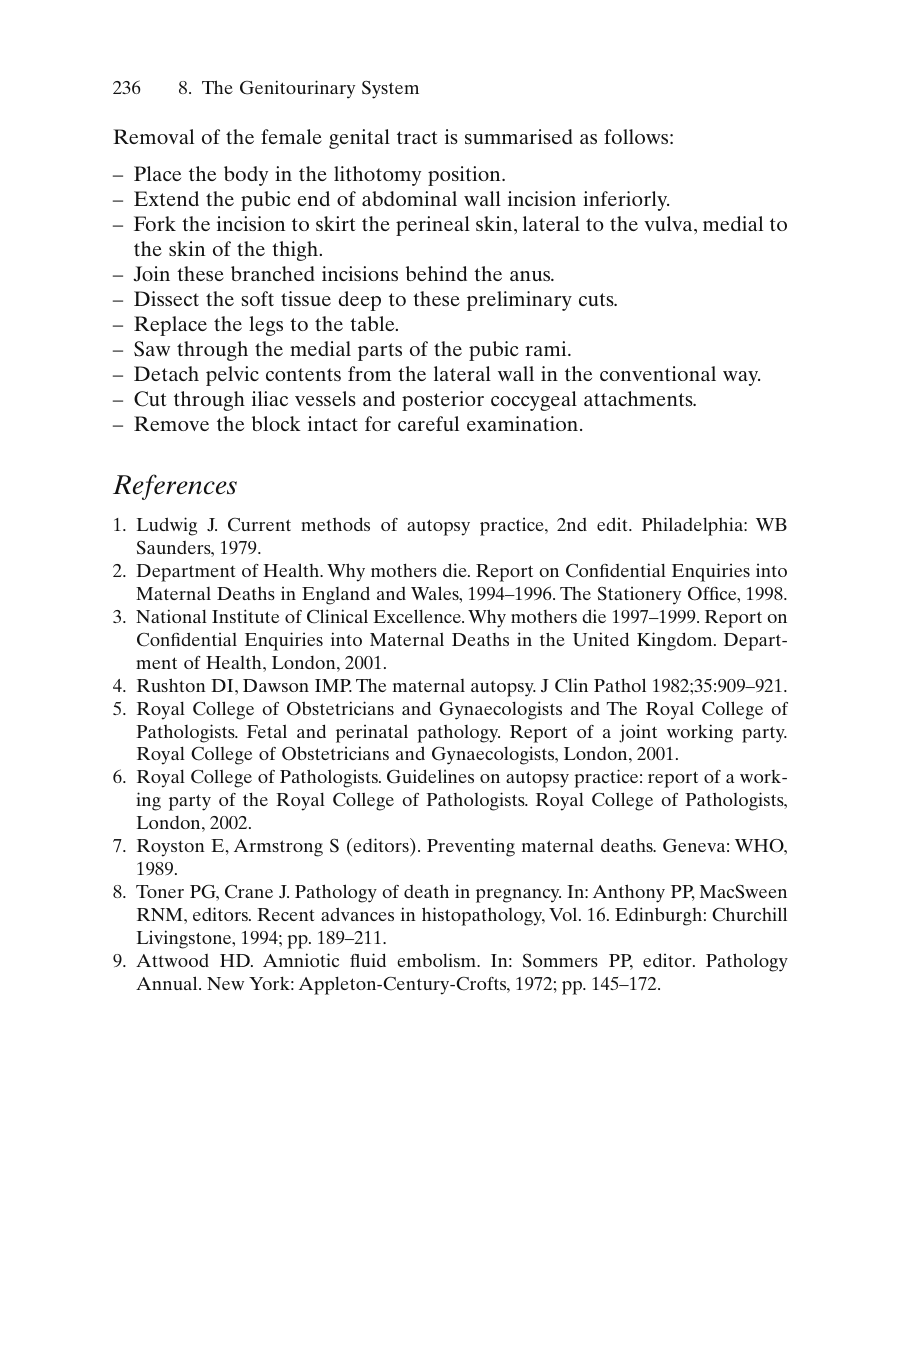 236 8. The Genitourinary System
Removal of the female genital tract is summarised as follows:
– Place the body in the lithotomy position.
– Extend the pubic end of abdominal wall incision inferiorly.
– Fork the incision to skirt the perineal skin, lateral to the vulva, medial to
the skin of the thigh.
– Join these branched incisions behind the anus.
– Dissect the soft tissue deep to these preliminary cuts.
– Replace the legs to the table.
– Saw through the medial parts of the pubic rami.
– Detach pelvic contents from the lateral wall in the conventional way.
– Cut through iliac vessels and posterior coccygeal attachments.
– Remove the block intact for careful examination.
References
1. Ludwig J. Current methods of autopsy practice, 2nd edit. Philadelphia: WB
Saunders, 1979.
2. Department of Health. Why mothers die. Report on Confidential Enquiries into
Maternal Deaths in England and Wales, 1994–1996. The Stationery Office, 1998.
3. National Institute of Clinical Excellence. Why mothers die 1997–1999. Report on
Confidential Enquiries into Maternal Deaths in the United Kingdom. Depart-
ment of Health, London, 2001.
4. Rushton DI, Dawson IMP. The maternal autopsy. J Clin Pathol 1982;35:909–921.
5. Royal College of Obstetricians and Gynaecologists and The Royal College of
Pathologists. Fetal and perinatal pathology. Report of a joint working party.
Royal College of Obstetricians and Gynaecologists, London, 2001.
6. Royal College of Pathologists. Guidelines on autopsy practice: report of a work-
ing party of the Royal College of Pathologists. Royal College of Pathologists,
London, 2002.
7. Royston E, Armstrong S (editors). Preventing maternal deaths. Geneva: WHO,
1989.
8. Toner PG, Crane J. Pathology of death in pregnancy. In: Anthony PP, MacSween
RNM, editors. Recent advances in histopathology, Vol. 16. Edinburgh: Churchill
Livingstone, 1994; pp. 189–211.
9. Attwood HD. Amniotic fluid embolism. In: Sommers PP, editor. Pathology
Annual. New York: Appleton-Century-Crofts, 1972; pp. 145–172.